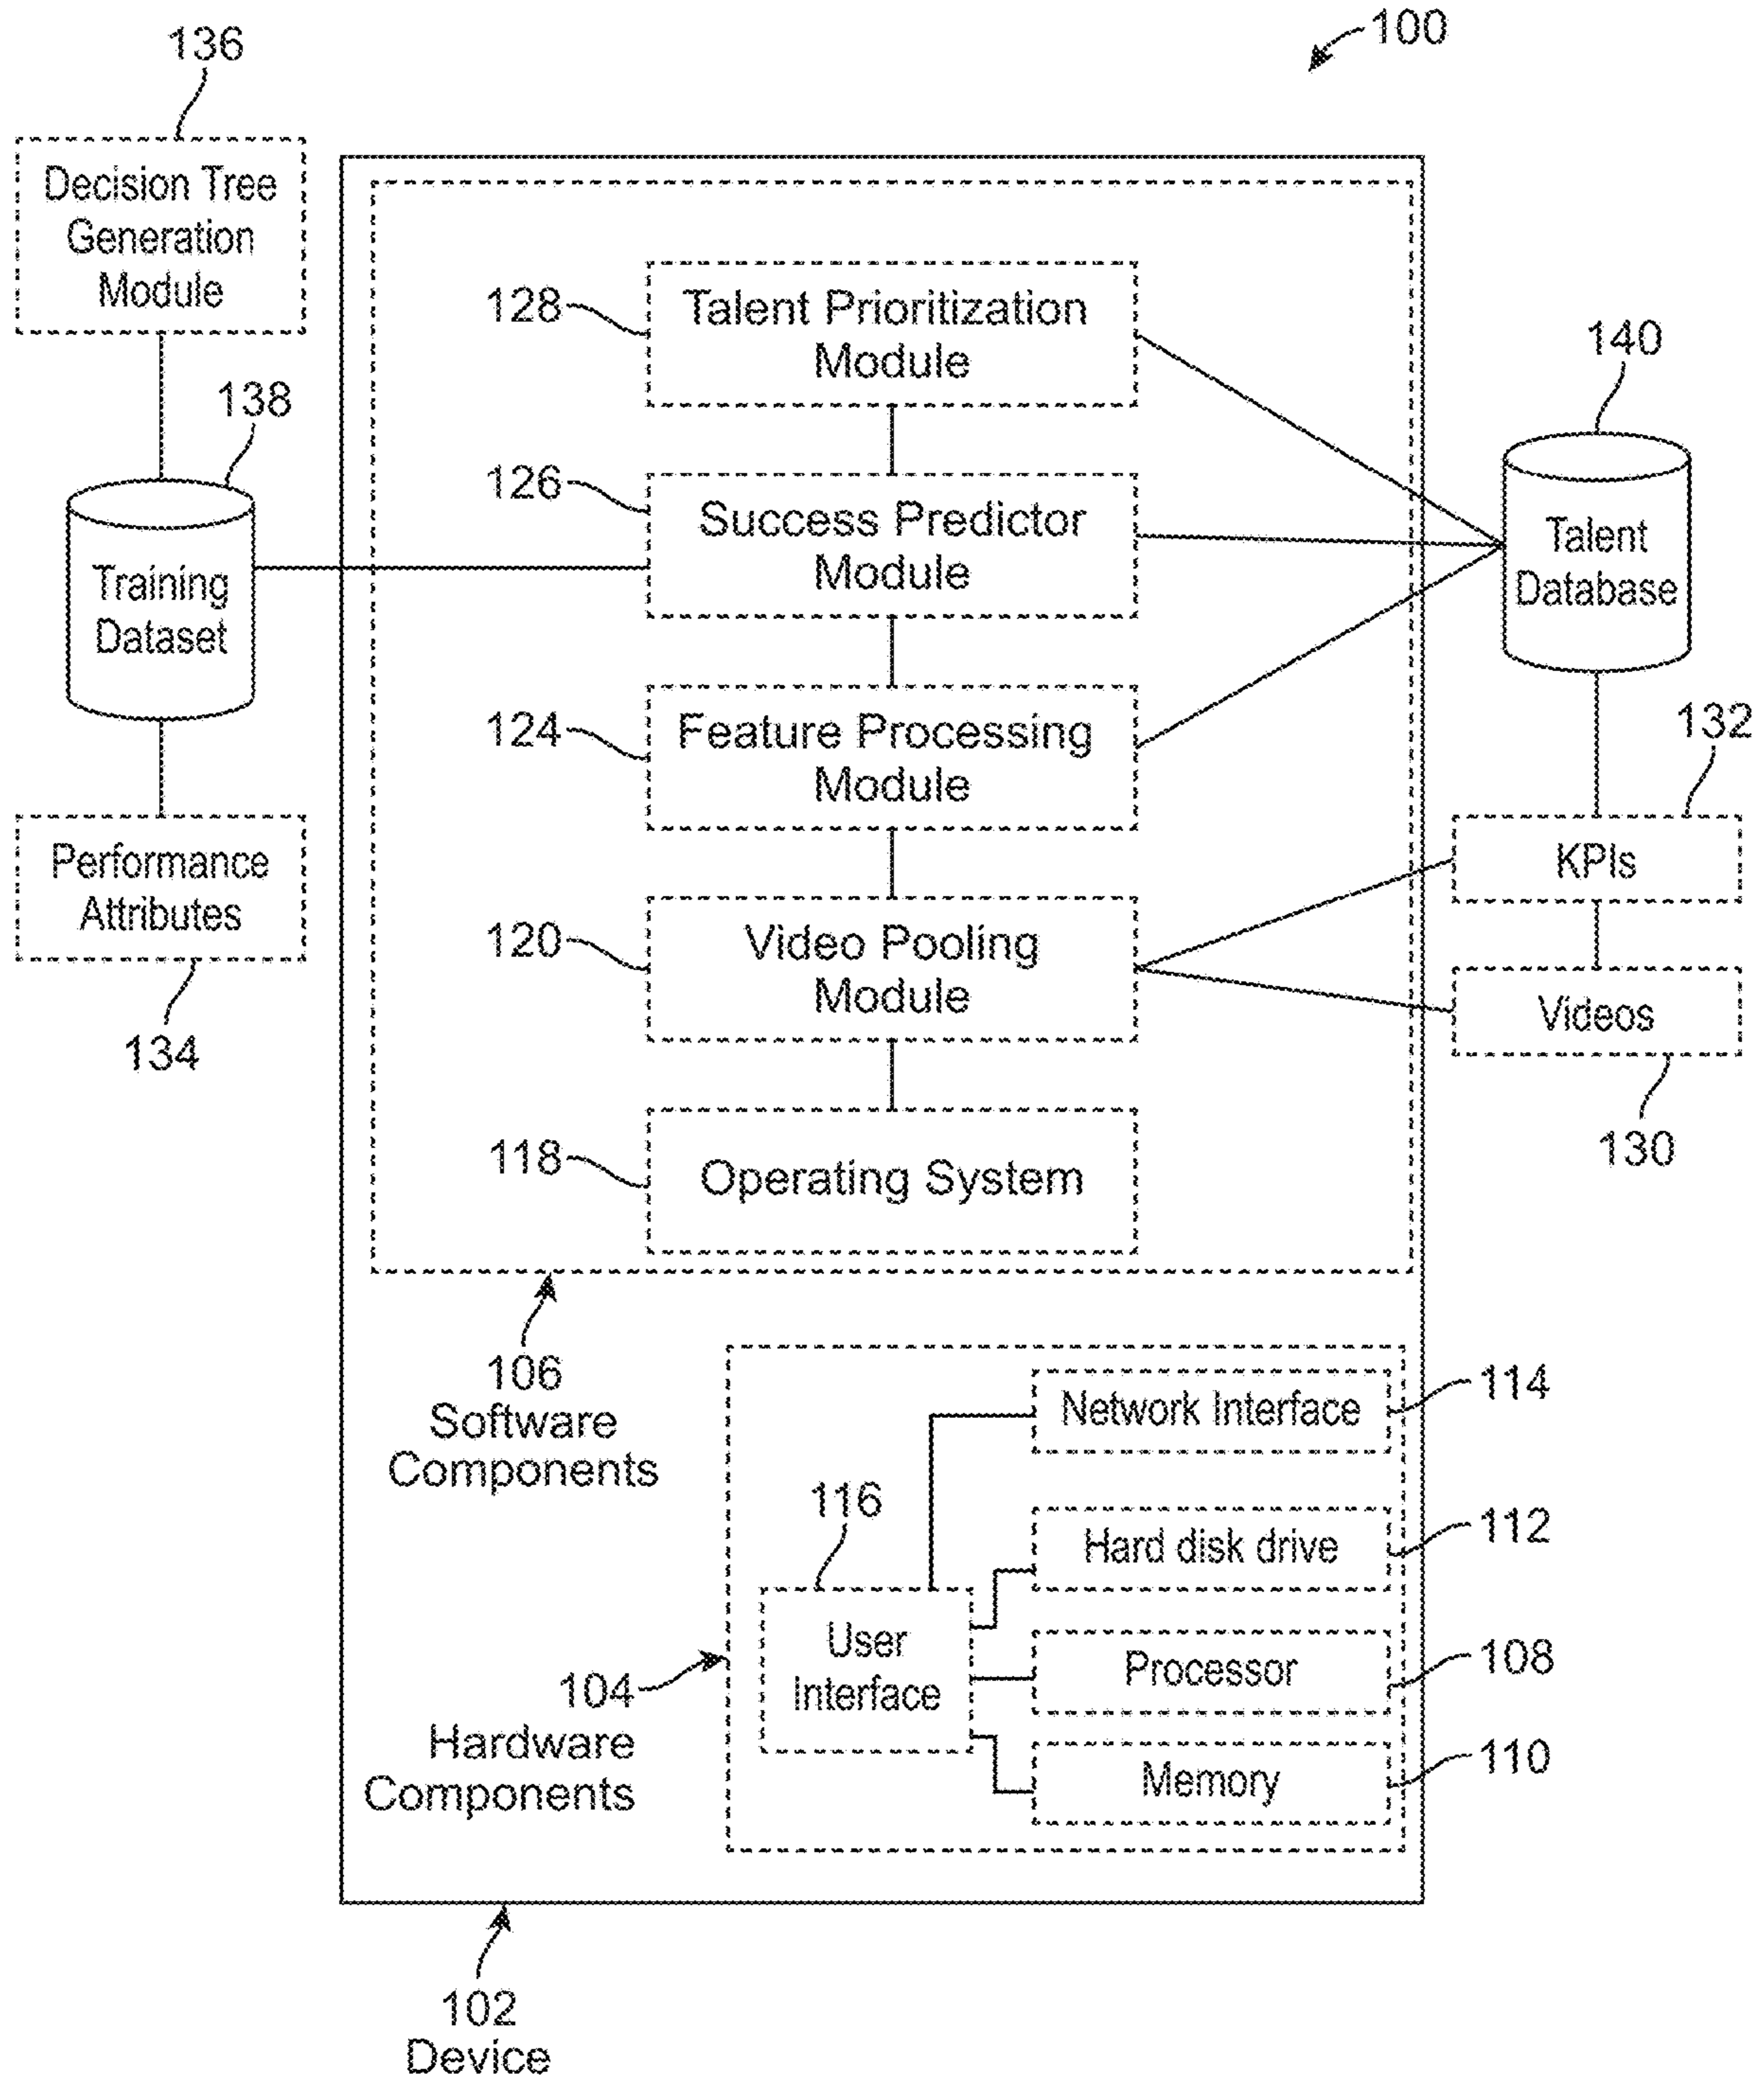 100
136
Decision Tree
Generation
Module
128
Talent Prioritization
Module
140
138
126
Success Predictor
Module
Talent
Database
Training
Dataset
124
Feature Processing
Module
132
Performance
Attributes
KPIs
120
Video Pooling
Module
Videos
134
130
118
Operating System
106
Software
Components
Network Interface
114
116
Hard disk drive
112
User
Interface
Processor
108
104
Hardware
Components
Memory
110
102
Device